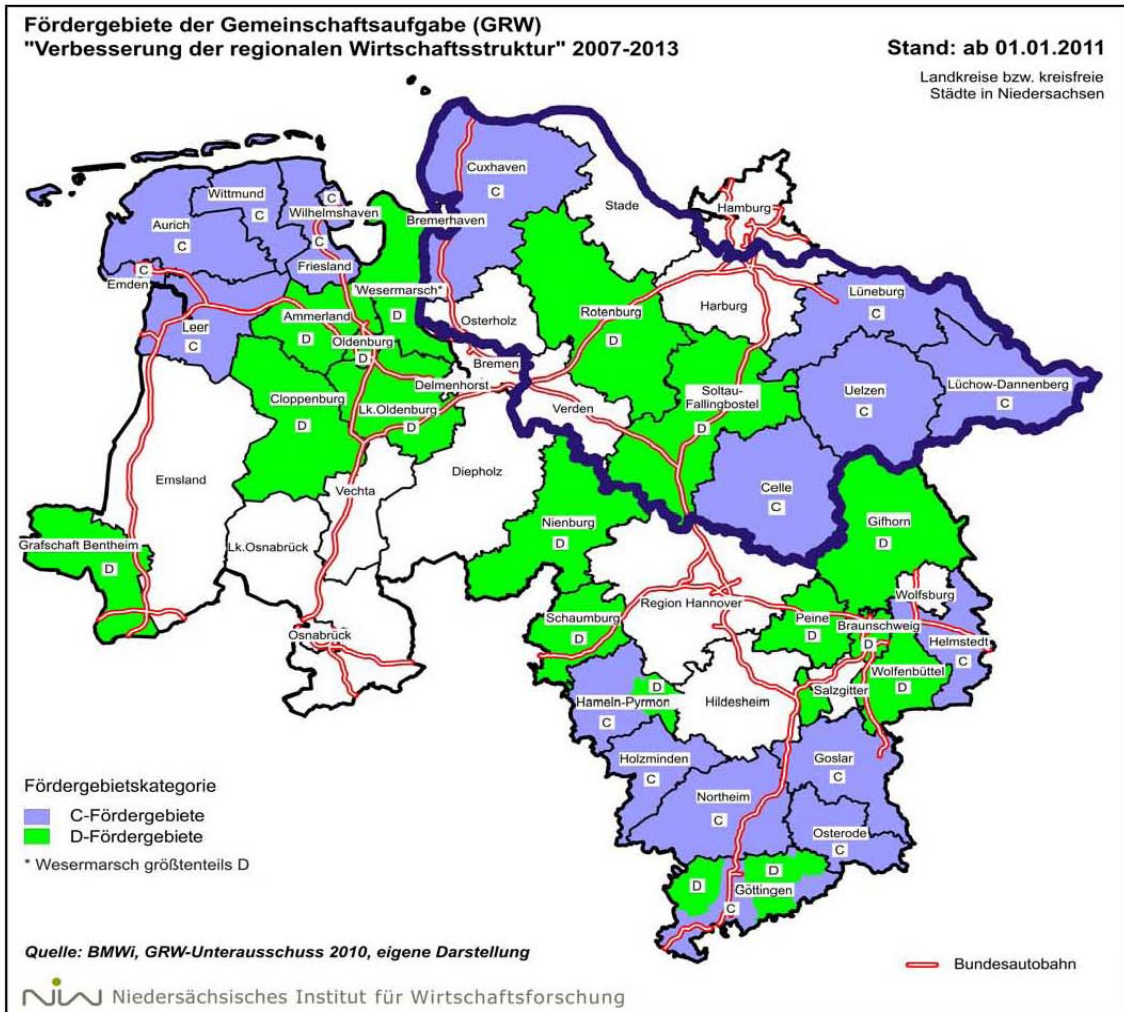 Fördergebiete der Gemeinschaftsaufgabe (GRW)
"Verbesserung der regionalen Wirtschaftsstruktur" 2007-2013
Stand: ab 01.01.2011
Landkreise bzw. kreisfreie
Städte in Niedersachsen
Cuxhaven
C
Stade
Hamburg
Wittmund
C
Wilhelmshaven
C
Aurich
C
Bremerhaven
Emden
C
Friesland
C
Wesermarsch*
D
Leer
C
Ammerland
D
Oldenburg
D
Osterholz
Rotenburg
D
Harburg
Lüneburg
C
Bremen
Delmenhorst
Cloppenburg
D
Lk.Oldenburg
D
Verden
Soltau-
Fallingbostel
D
Uelzen
C
Lüchow-Dannenberg
C
Emsland
Vechta
Diepholz
Celle
C
Nienburg
D
Gifhorn
D
Grafschaft Bentheim
D
Lk.Osnabrück
Region Hannover
Wolfsburg
Schaumburg
D
Peine
D
Braunschweig
D
Helmstedt
C
Osnabrück
Wolfenbüttel
D
Salzgitter
D
Hameln-Pyrmon
C
Hildesheim
Holzminden
C
Goslar
C
Northeim
C
Osterode
C
D
D
Göttingen
C
Fördergebietskategorie
C-Fördergebiete
D-Fördergebiete
* Wesermarsch größtenteils D
Quelle: BMWi, GRW-Unterausschuss 2010, eigene Darstellung
Bundesautobahn
NIW Niedersächsisches Institut für Wirtschaftsforschung